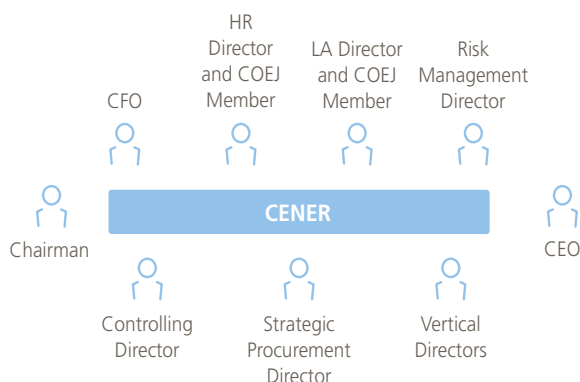 HR
Director
and COEJ
Member
LA Director
and COEJ
Member
Risk
Management
Director
CFO
CENER
Chairman
CEO
Controlling
Director
Strategic
Procurement
Director
Vertical
Directors